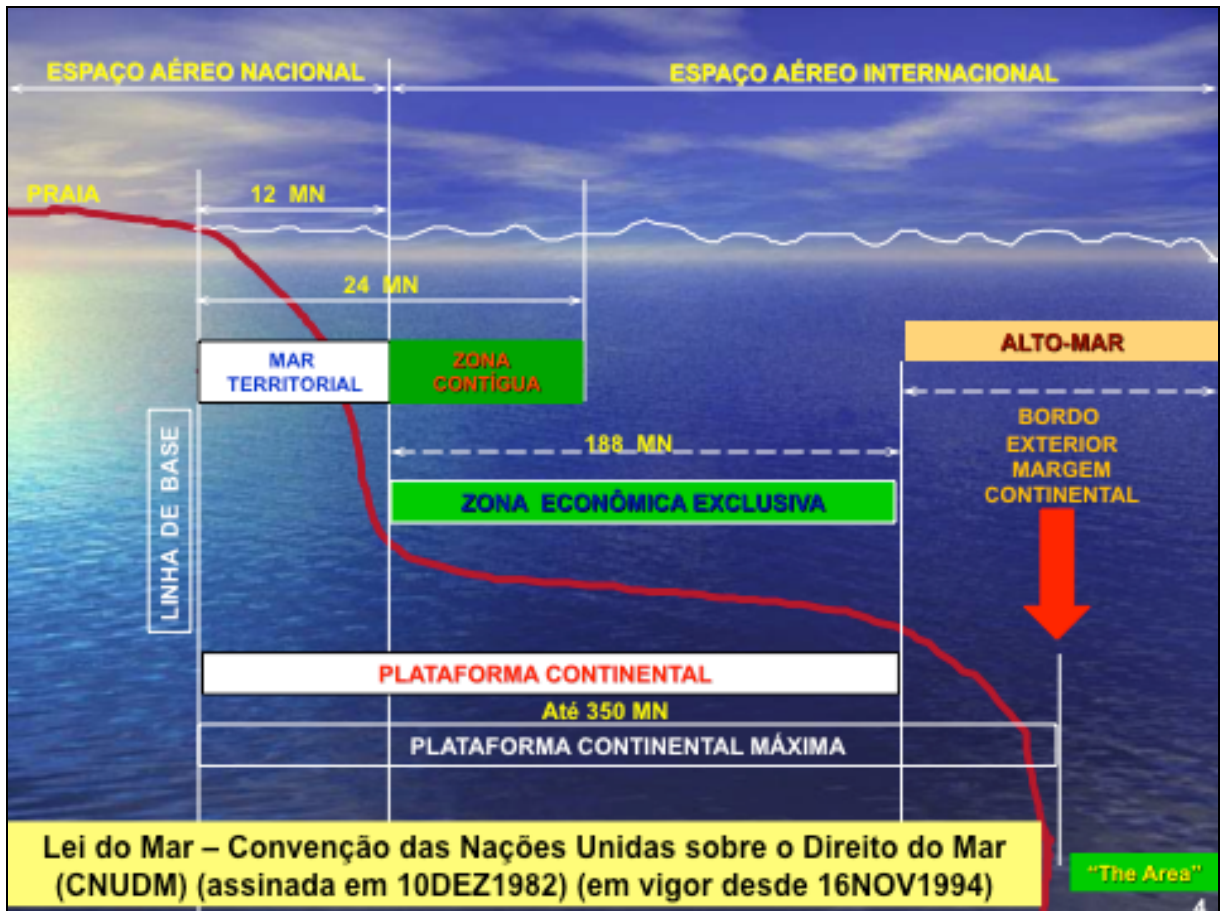 ESPAÇO AÉREO NACIONAL
ESPAÇO AÉREO INTERNACIONAL
PRAIA
12 MN
24 MN
MAR
TERRITORIAL
ZONA
CONTÍGUA
ALTO-MAR
BORDO
EXTERIOR
MARGEM
CONTINENTAL
LINHA DE BASE
188 MN
ZONA ECONÔMICA EXCLUSIVA
PLATAFORMA CONTINENTAL
Até 350 MN
PLATAFORMA CONTINENTAL MÁXIMA
Lei do Mar – Convenção das Nações Unidas sobre o Direito do Mar
(CNUDM) (assinada em 10DEZ1982) (em vigor desde 16NOV1994)
“The Area”
4